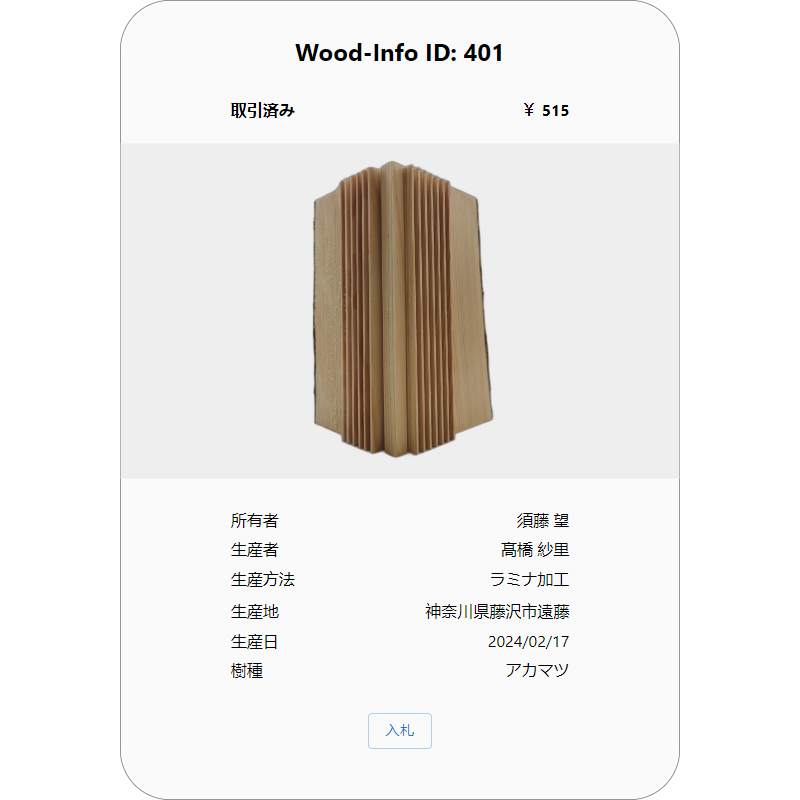 Wood-Info ID: 401
取引済み ￥ 515
所有者 須藤 望
生産者 髙橋 紗里
生産方法 ラミナ加工
生産地 神奈川県藤沢市遠藤
生産日 2024/02/17
樹種 アカマツ
入札